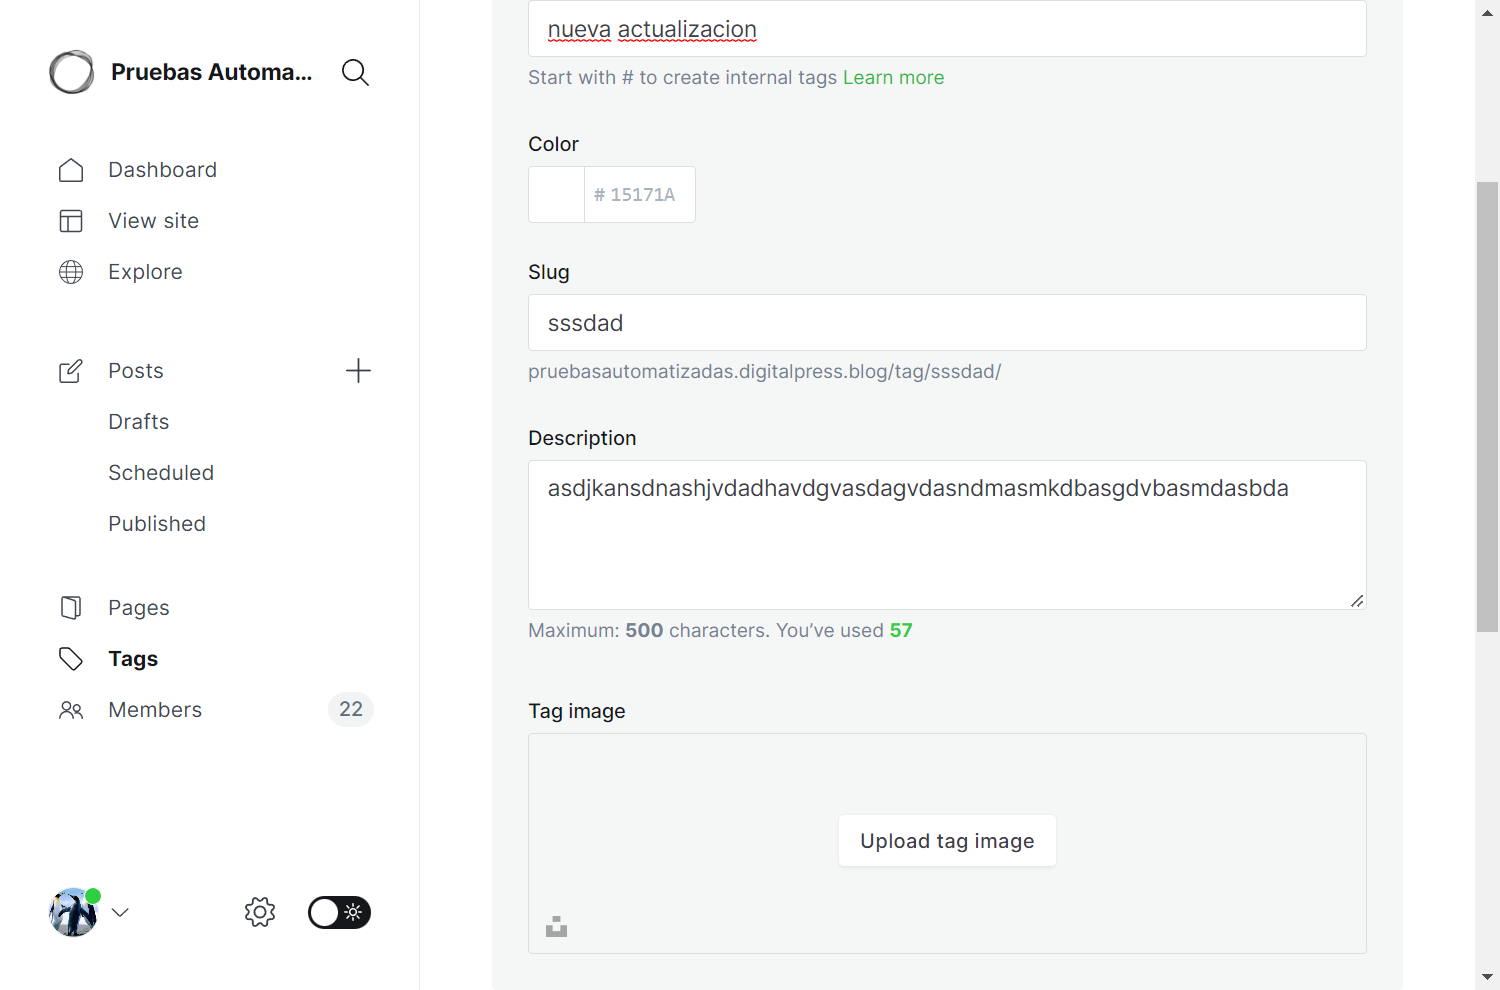 Pruebas Automa...
Dashboard
View site
Explore
Posts
Drafts
Scheduled
Published
Pages
Tags
Members
22
nueva actualizacion
Start with # to create internal tags Learn more
Color
# 15171A
Slug
sssdad
pruebasautomatizadas.digitalpress.blog/tag/sssdad/
Description
asdjkansdnashjvdadhavdgvasdagvdasndmasmkdbasgdvbasmdasbda
Maximum: 500 characters. You’ve used 57
Tag image
Upload tag image